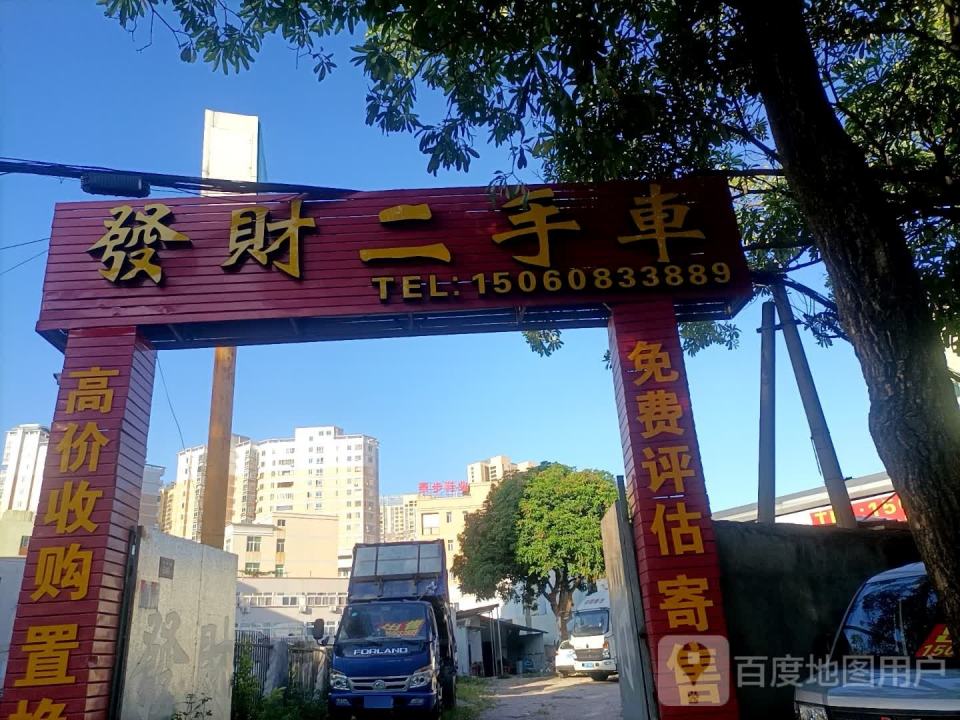 發財二手車
TEL:15060833889
高价收购置换
免费评估寄售
FORLAND
百度地图用户